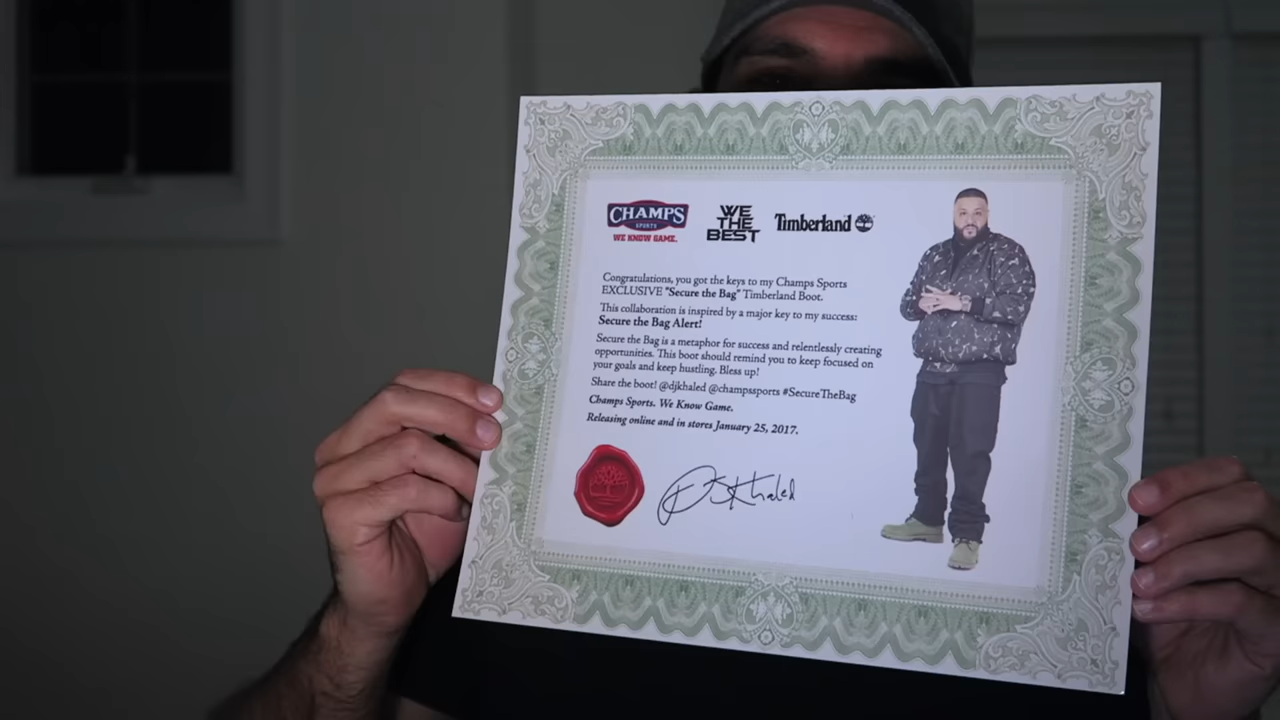 CHAMPS
SPORTS
WE KNOW GAME.
WE
THE
BEST
Timberland
Congratulations, you got the keys to my Champs Sports
EXCLUSIVE "Secure the Bag" Timberland Boot.
This collaboration is inspired by a major key to my success:
Secure the Bag Alert!
Secure the Bag is a metaphor for success and relentlessly creating
opportunities. This boot should remind you to keep focused on
your goals and keep hustling. Bless up!
Share the boot! @djkhaled @champssports #SecureTheBag
Champs Sports. We Know Game.
Releasing online and in stores January 25, 2017.
DJ Khaled